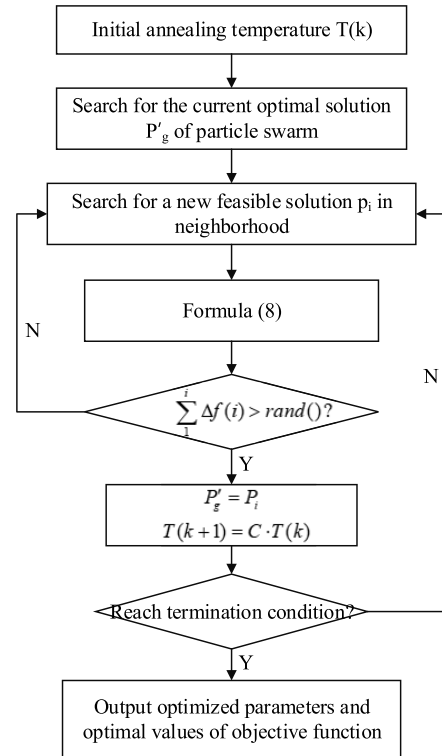 Initial annealing temperature T(k)
Search for the current optimal solution
P′g of particle swarm
Search for a new feasible solution pi in
neighborhood
Formula (8)
N
N
∑₁ⁱ Δf(i) > rand()?
Y
P′g = Pi
T(k+1) = C·T(k)
Reach termination condition?
Y
Output optimized parameters and
optimal values of objective function